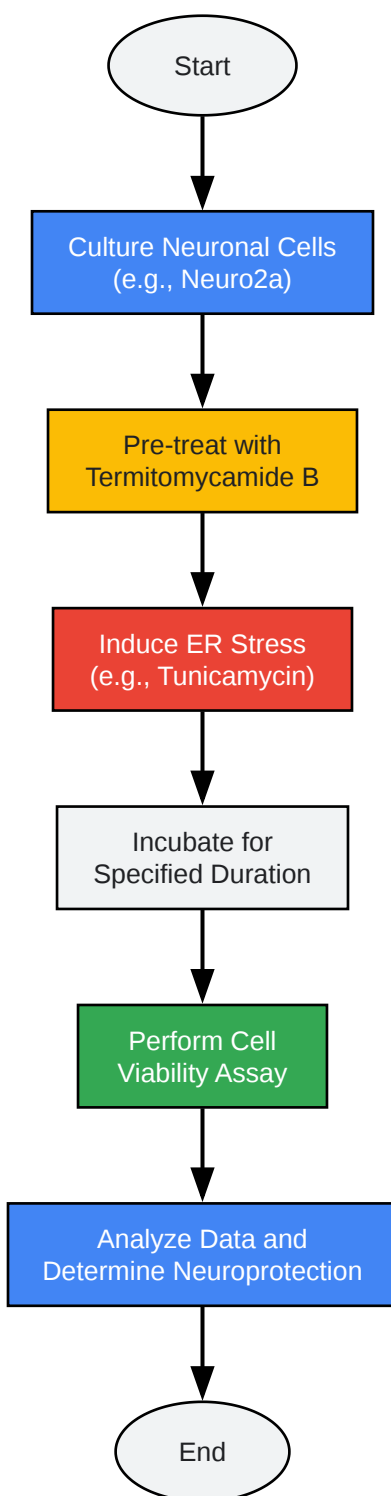 Start
Culture Neuronal Cells
(e.g., Neuro2a)
Pre-treat with
Termitomycamide B
Induce ER Stress
(e.g., Tunicamycin)
Incubate for
Specified Duration
Perform Cell
Viability Assay
Analyze Data and
Determine Neuroprotection
End